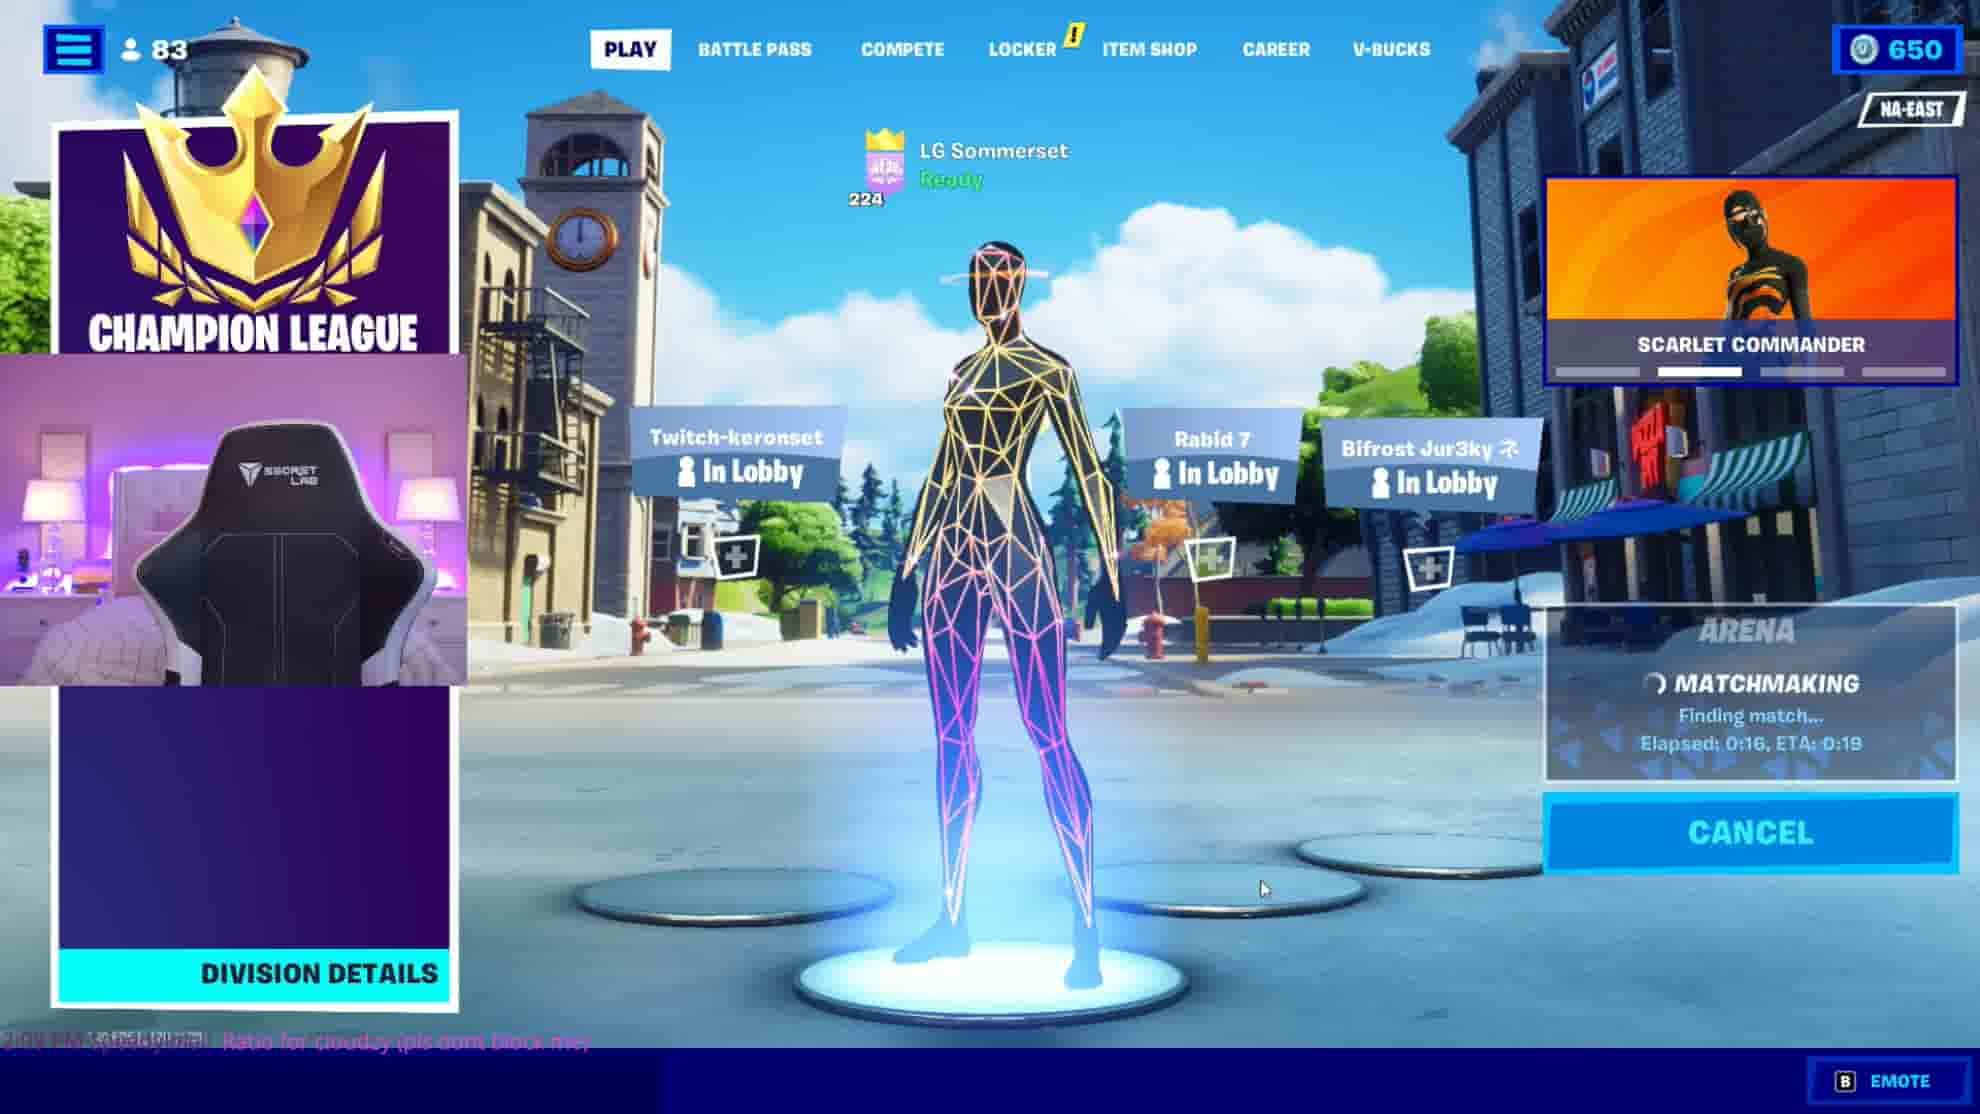 83
PLAY
BATTLE PASS
COMPETE
LOCKER
!
ITEM SHOP
CAREER
V-BUCKS
650
NA-EAST
LG Sommerset
Ready
224
CHAMPION LEAGUE
SCARLET COMMANDER
SECRET
LAB
Twitch-keronset
In Lobby
Rabid 7
In Lobby
Bifrost Jur3ky ネ
In Lobby
ARENA
MATCHMAKING
Finding match...
Elapsed: 0:16, ETA: 0:19
CANCEL
DIVISION DETAILS
Ratio for cloudzy (pls dont block me)
B EMOTE